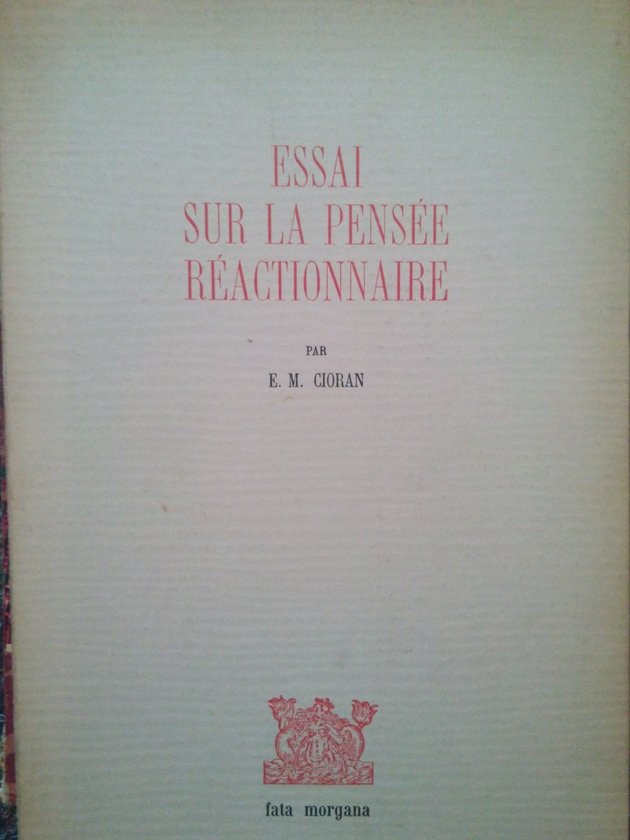 ESSAI
SUR LA PENSÉE
RÉACTIONNAIRE
PAR
E. M. CIORAN
fata morgana